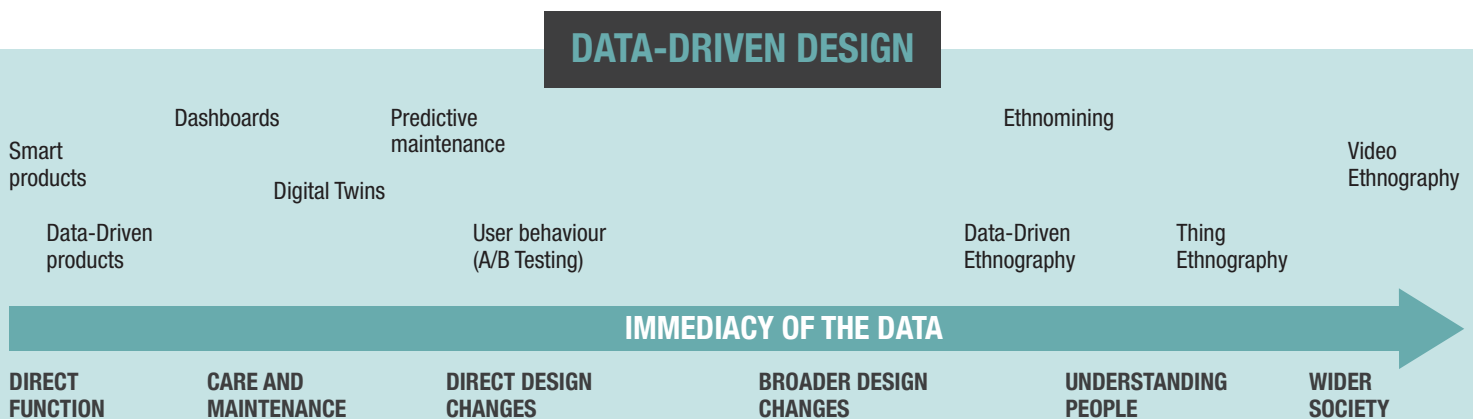 DATA-DRIVEN DESIGN
Dashboards
Predictive
maintenance
Ethnomining
Smart
products
Video
Ethnography
Digital Twins
Data-Driven
products
User behaviour
(A/B Testing)
Data-Driven
Ethnography
Thing
Ethnography
IMMEDIACY OF THE DATA
DIRECT
FUNCTION
CARE AND
MAINTENANCE
DIRECT DESIGN
CHANGES
BROADER DESIGN
CHANGES
UNDERSTANDING
PEOPLE
WIDER
SOCIETY